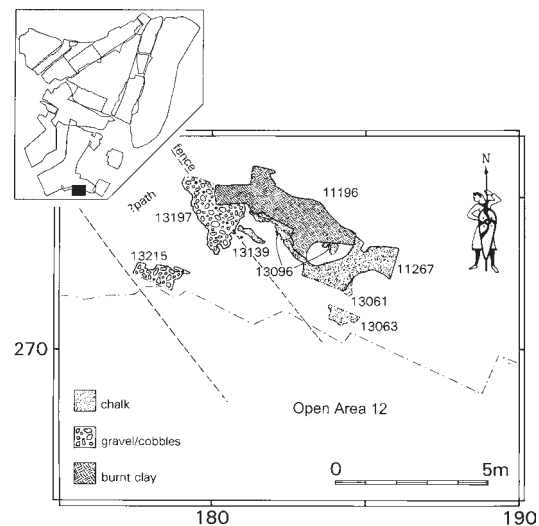 fence
N
?path
11196
13197
13139
13215
13096
11267
13061
13063
270
Open Area 12
chalk
gravel/cobbles
burnt clay
0 5m
180 190